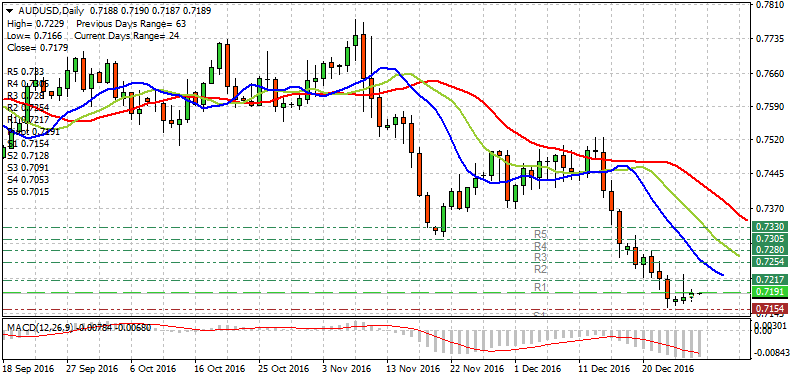 AUDUSD,Daily 0.7188 0.7190 0.7187 0.7189
High= 0.7229 Previous Days Range= 63
Low= 0.7166 Current Days Range= 24
Close= 0.7179
R5 0.733
R4 0.7305
R3 0.728
R2 0.7254
R1 0.7217
0.7191
S1 0.7154
S2 0.7128
S3 0.7091
S4 0.7053
S5 0.7015
R5
R4
R3
R2
R1
S1
0.7810
0.7735
0.7660
0.7590
0.7520
0.7445
0.7370
0.7330
0.7305
0.7280
0.7254
0.7217
0.7191
0.7154
MACD(12,26,9) -0.00784 -0.00680
0.00301
0.00
-0.00843
18 Sep 2016 27 Sep 2016 6 Oct 2016 16 Oct 2016 25 Oct 2016 3 Nov 2016 13 Nov 2016 22 Nov 2016 1 Dec 2016 11 Dec 2016 20 Dec 2016